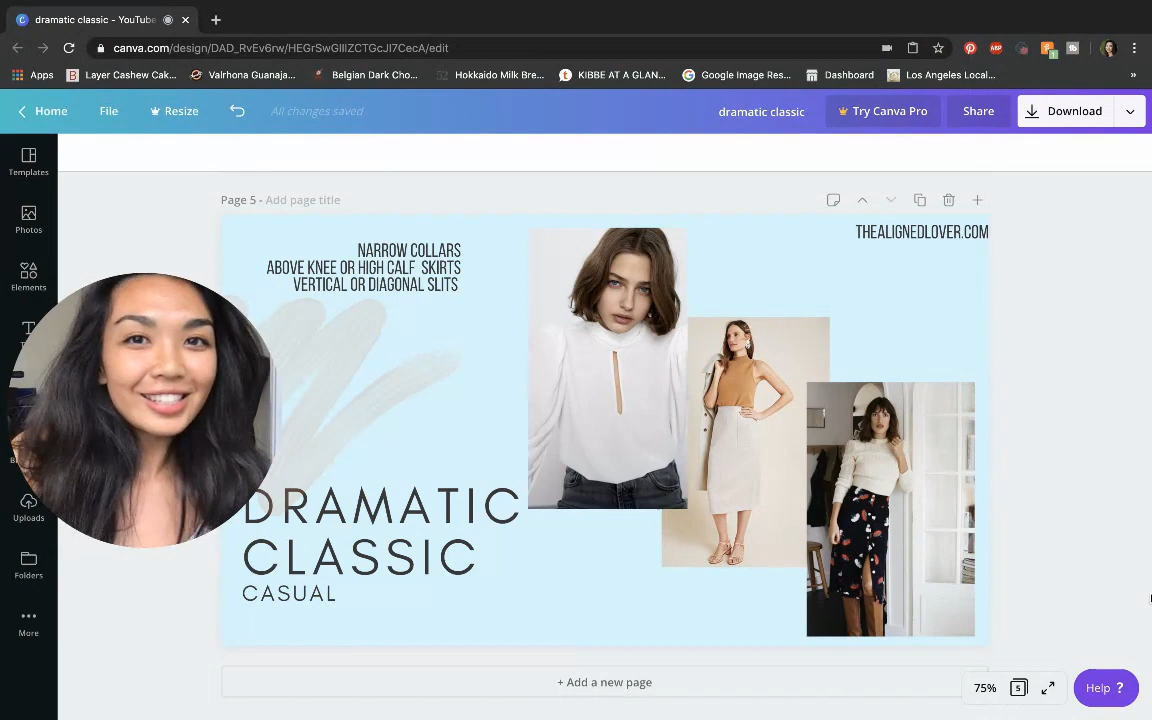 dramatic classic - YouTube
canva.com/design/DAD_RvEv6rw/HEGrSwGIlIZCTGcJI7CecA/edit
Apps
Layer Cashew Cak...
Valrhona Guanaja...
Belgian Dark Cho...
Hokkaido Milk Bre...
KIBBE AT A GLAN...
Google Image Res...
Dashboard
Los Angeles Local...
»
Home
File
Resize
All changes saved
dramatic classic
Try Canva Pro
Share
Download
Templates
Photos
Elements
Uploads
Folders
More
Page 5 - Add page title
THEALIGNEDLOVER.COM
NARROW COLLARS
ABOVE KNEE OR HIGH CALF SKIRTS
VERTICAL OR DIAGONAL SLITS
DRAMATIC
CLASSIC
CASUAL
+ Add a new page
75%
5
Help ?